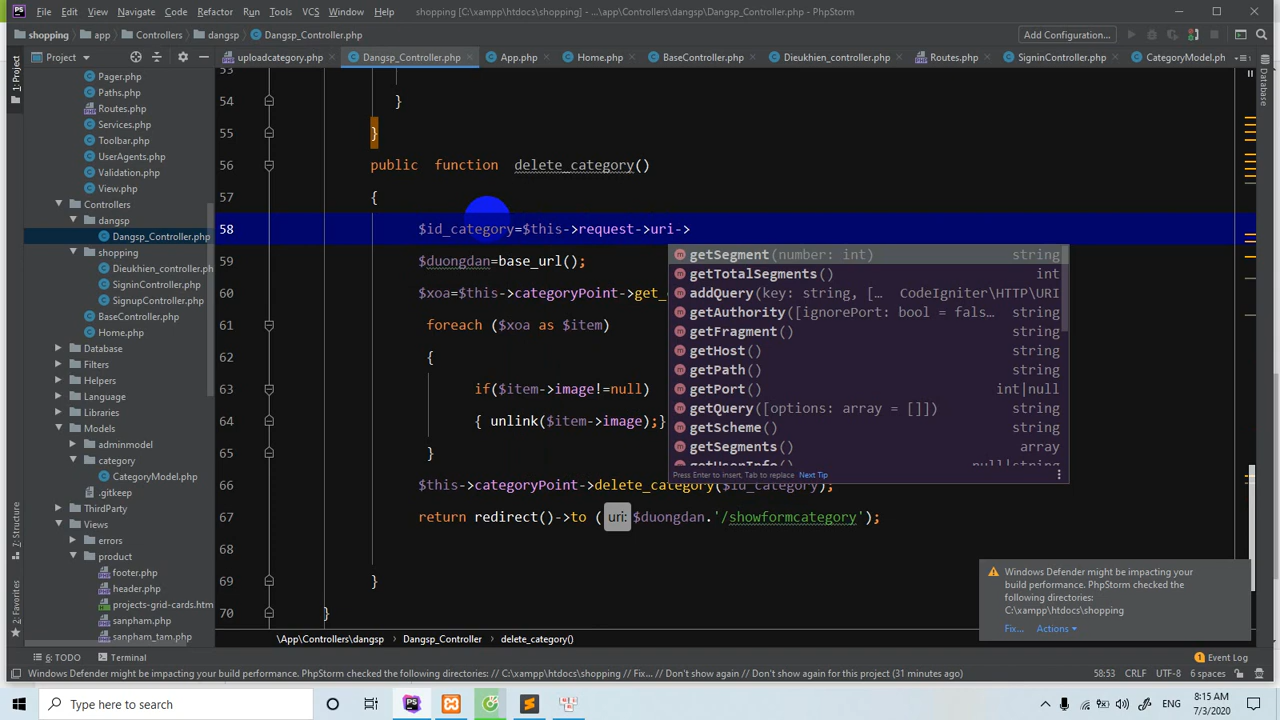 File Edit View Navigate Code Refactor Run Tools VCS Window Help shopping [C:\xampp\htdocs\shopping] - ...\app\Controllers\dangsp\Dangsp_Controller.php - PhpStorm
shopping app Controllers dangsp Dangsp_Controller.php Add Configuration...
Project uploadcategory.php Dangsp_Controller.php App.php Home.php BaseController.php Dieukhien_controller.php Routes.php SigninController.php CategoryModel.ph
1: Project
Database
Pager.php
Paths.php
Routes.php
Services.php
Toolbar.php
UserAgents.php
Validation.php
View.php
Controllers
dangsp
Dangsp_Controller.php
shopping
Dieukhien_controller.ph
SigninController.php
SignupController.php
BaseController.php
Home.php
Database
Filters
Helpers
Language
Libraries
Models
adminmodel
category
CategoryModel.php
.gitkeep
ThirdParty
Views
errors
product
footer.php
header.php
projects-grid-cards.htm
sanpham.php
sanpham_tam.php
7: Structure
2: Favorites
53
54 }
55 }
56 public function delete_category()
57 {
58 $id_category=$this->request->uri->
59 $duongdan=base_url();
60 $xoa=$this->categoryPoint->get_
61 foreach ($xoa as $item)
62 {
63 if($item->image!=null)
64 { unlink($item->image);}
65 }
66 $this->categoryPoint->delete_category($id_category);
67 return redirect()->to ( uri: $duongdan.'/showformcategory');
68
69 }
70 }
getSegment(number: int) string
getTotalSegments() int
addQuery(key: string, [… CodeIgniter\HTTP\URI
getAuthority([ignorePort: bool = fals… string
getFragment() string
getHost() string
getPath() string
getPort() int|null
getQuery([options: array = []]) string
getScheme() string
getSegments() array
getUserInfo() null|string
Press Enter to insert, Tab to replace Next Tip
Windows Defender might be impacting your
build performance. PhpStorm checked the
following directories:
C:\xampp\htdocs\shopping
Fix... Actions
\App\Controllers\dangsp Dangsp_Controller delete_category()
6: TODO Terminal 1 Event Log
Windows Defender might be impacting your build performance. PhpStorm checked the following directories: // C:\xampp\htdocs\shopping // Fix... // Don't show again // Don't show again for this project (31 minutes ago) 58:53 CRLF UTF-8 6 spaces
PS
Type here to search ENG 8:15 AM
7/3/2020